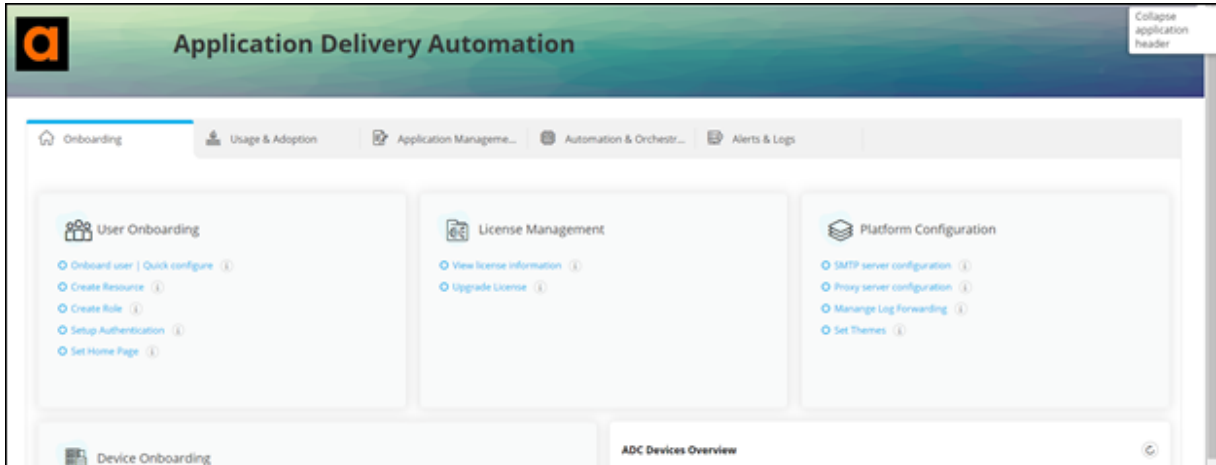 a
Application Delivery Automation
Collapse
application
header
Onboarding
Usage & Adoption
Application Manageme...
Automation & Orchestr...
Alerts & Logs
User Onboarding
Onboard user | Quick configure
Create Resource
Create Role
Setup Authentication
Set Home Page
License Management
View license information
Upgrade License
Platform Configuration
SMTP server configuration
Proxy server configuration
Manange Log Forwarding
Set Themes
Device Onboarding
ADC Devices Overview